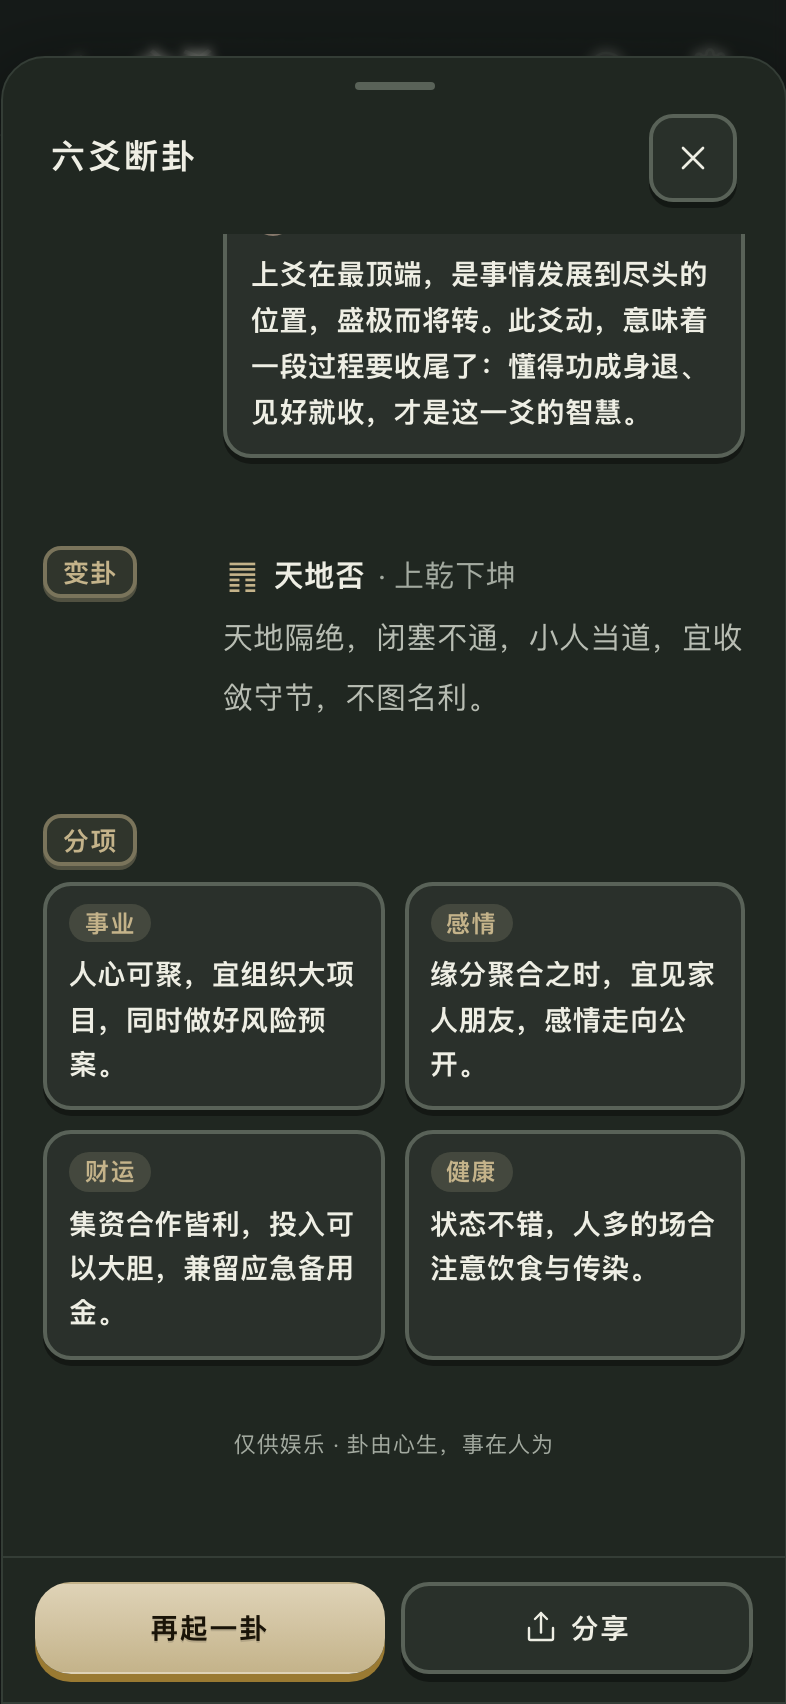 六爻断卦
上爻在最顶端，是事情发展到尽头的
位置，盛极而将转。此爻动，意味着
一段过程要收尾了：懂得功成身退、
见好就收，才是这一爻的智慧。
变卦
天地否 · 上乾下坤
天地隔绝，闭塞不通，小人当道，宜收
敛守节，不图名利。
分项
事业
人心可聚，宜组织大项
目，同时做好风险预
案。
感情
缘分聚合之时，宜见家
人朋友，感情走向公
开。
财运
集资合作皆利，投入可
以大胆，兼留应急备用
金。
健康
状态不错，人多的场合
注意饮食与传染。
仅供娱乐 · 卦由心生，事在人为
再起一卦
分享